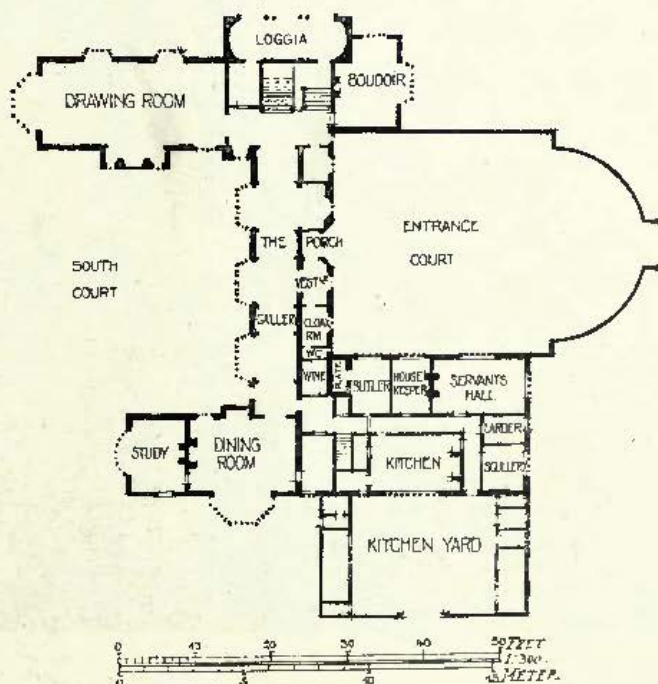 LOGGIA
DRAWING ROOM
BOUDOIR
ENTRANCE
COURT
THE
PORCH
SOUTH
COURT
VESTN
GALLER
CLOAK
RM
WC
WINE
PLATE
BUTLER
HOUSE
KEEPER
SERVANTS
HALL
LARDER
STUDY
DINING
ROOM
KITCHEN
SCULLERY
KITCHEN YARD
0 10 20 30 40 50 FEET
1:300.
METER.